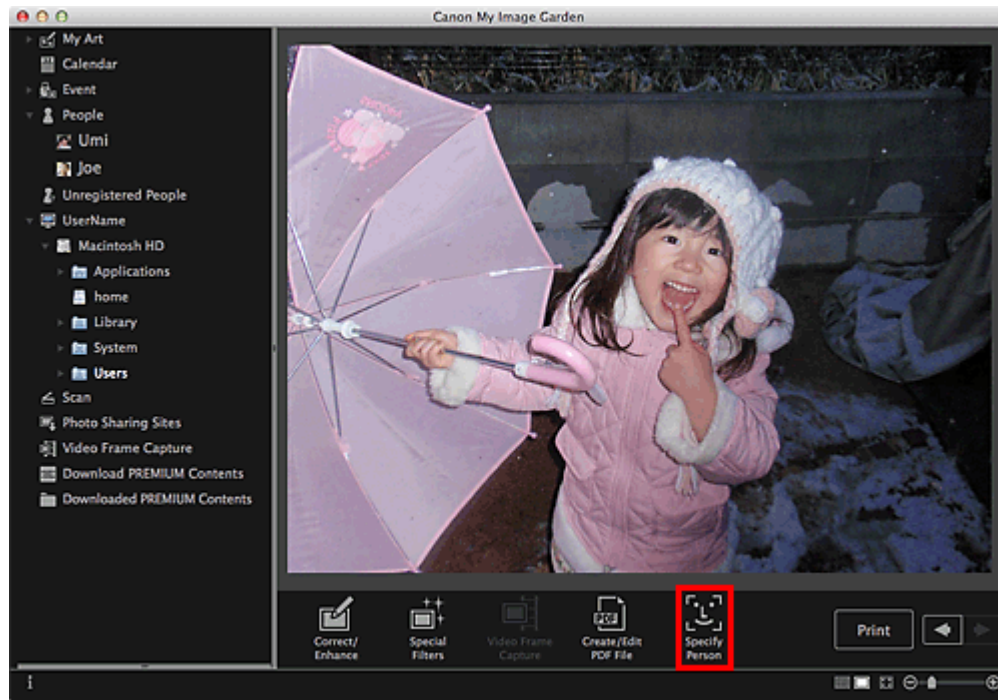 Canon My Image Garden
My Art
Calendar
Event
People
Umi
Joe
Unregistered People
UserName
Macintosh HD
Applications
home
Library
System
Users
Scan
Photo Sharing Sites
Video Frame Capture
Download PREMIUM Contents
Downloaded PREMIUM Contents
Correct/
Enhance
Special
Filters
Video Frame
Capture
PDF
Create/Edit
PDF File
Specify
Person
Print
i